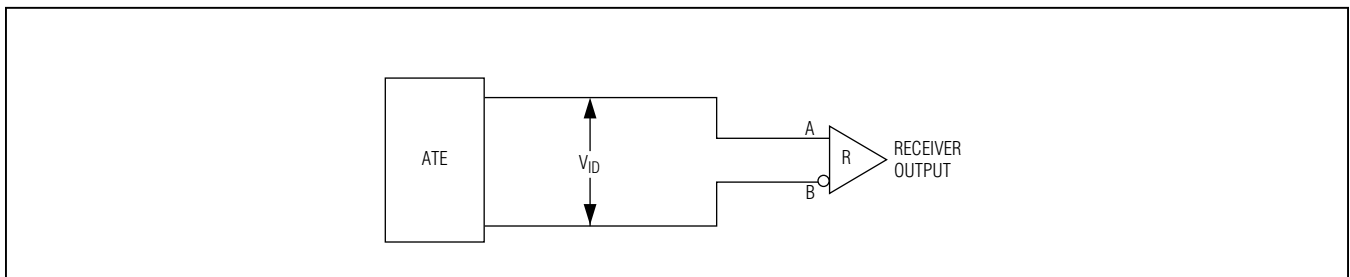 ATE
V_ID
A
R
B
RECEIVER
OUTPUT